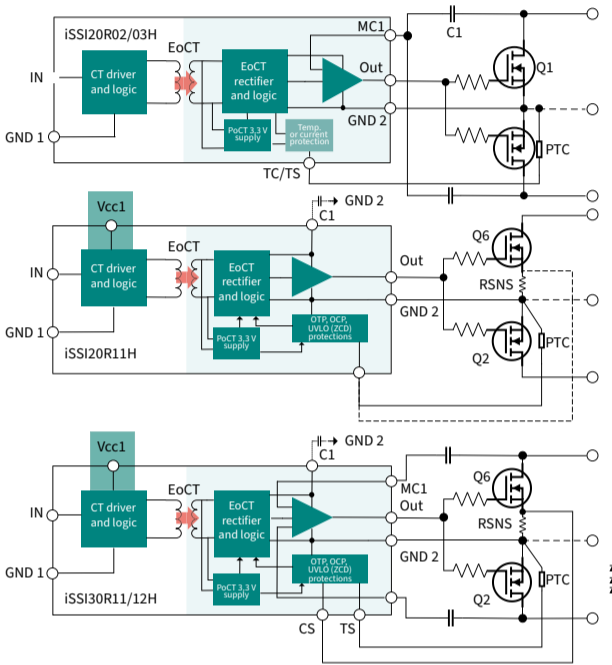 iSSI20R02/03H
EoCT
IN
CT driver
and logic
GND 1
EoCT
rectifier
and logic
PoCT 3,3 V
supply
Temp.
or current
protection
TC/TS
MC1
Out
GND 2
C1
Q1
PTC
Vcc1
EoCT
IN
CT driver
and logic
GND 1
iSSI20R11H
EoCT
rectifier
and logic
PoCT 3,3 V
supply
OTP, OCP,
UVLO (ZCD)
protections
C1
GND 2
Out
GND 2
Q6
RSNS
Q2
PTC
Vcc1
EoCT
IN
CT driver
and logic
GND 1
iSSI30R11/12H
EoCT
rectifier
and logic
PoCT 3,3 V
supply
OTP, OCP,
UVLO (ZCD)
protections
C1
GND 2
MC1
Out
GND 2
CS
TS
Q6
RSNS
Q2
PTC